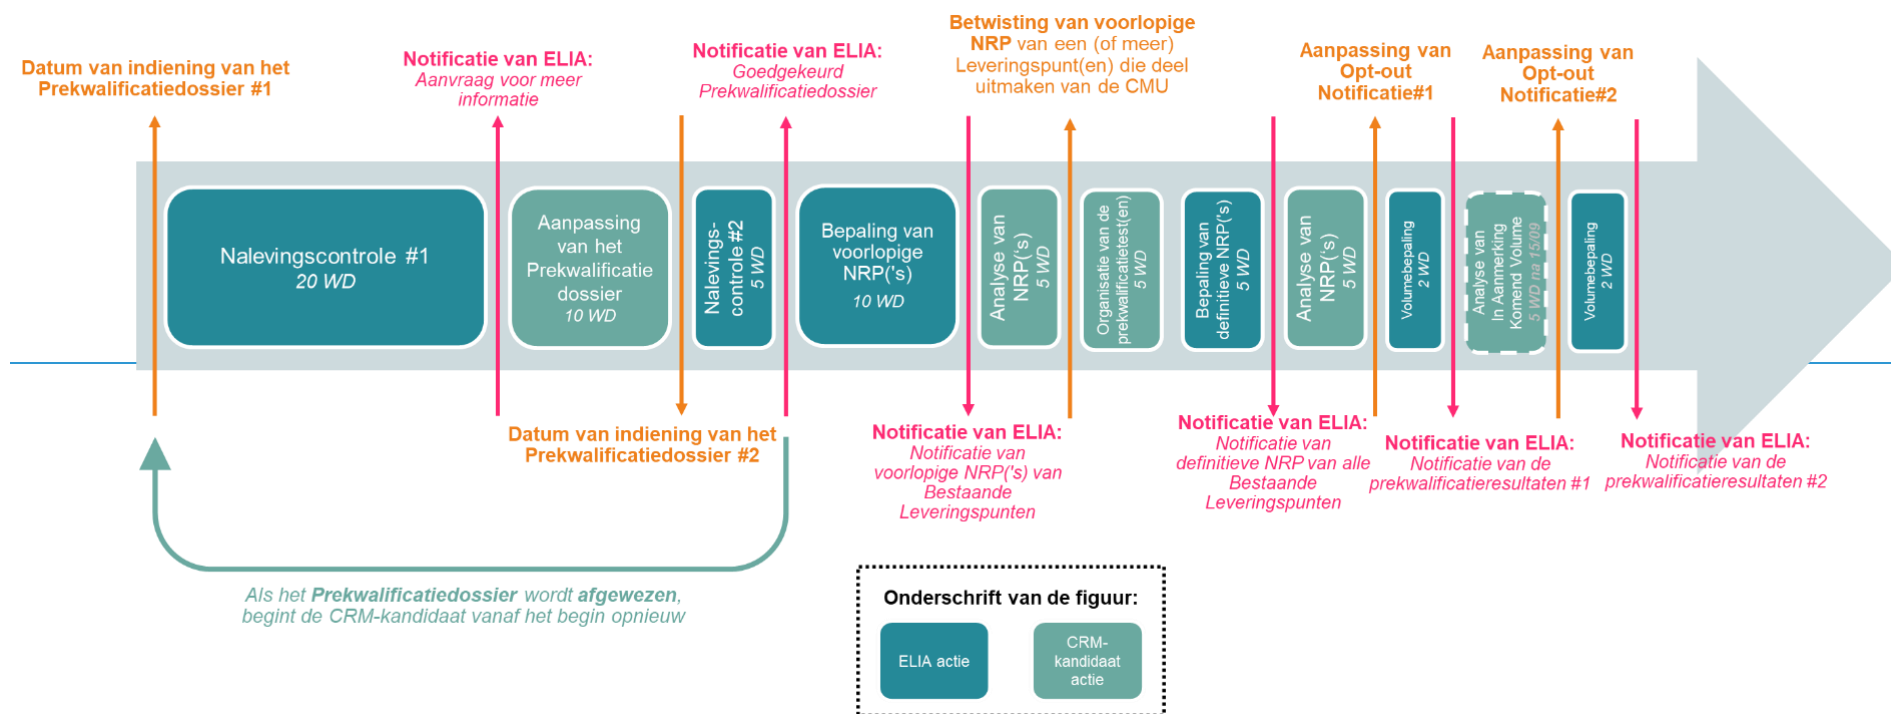 Datum van indiening van het
Prekwalificatiedossier #1
Notificatie van ELIA:
Aanvraag voor meer
informatie
Notificatie van ELIA:
Goedgekeurd
Prekwalificatiedossier
Betwisting van voorlopige
NRP van een (of meer)
Leveringspunt(en) die deel
uitmaken van de CMU
Aanpassing van
Opt-out
Notificatie#1
Aanpassing van
Opt-out
Notificatie#2
Nalevingscontrole #1
20 WD
Aanpassing
van het
Prekwalificatie
dossier
10 WD
Nalevings-
controle #2
5 WD
Bepaling van
voorlopige
NRP('s)
10 WD
Analyse van
NRP('s)
5 WD
Organisatie van de
prekwalificatietest(en)
5 WD
Bepaling van
definitieve NRP('s)
5 WD
Analyse van
NRP('s)
5 WD
Volumebepaling
2 WD
Analyse van
In Aanmerking
Komend Volume
5 WD na 15/09
Volumebepaling
2 WD
Datum van indiening van het
Prekwalificatiedossier #2
Notificatie van ELIA:
Notificatie van
voorlopige NRP('s) van
Bestaande
Leveringspunten
Notificatie van ELIA:
Notificatie van
definitieve NRP van alle
Bestaande
Leveringspunten
Notificatie van ELIA:
Notificatie van de
prekwalificatieresultaten #1
Notificatie van ELIA:
Notificatie van de
prekwalificatieresultaten #2
Als het Prekwalificatiedossier wordt afgewezen,
begint de CRM-kandidaat vanaf het begin opnieuw
Onderschrift van de figuur:
ELIA actie
CRM-
kandidaat
actie